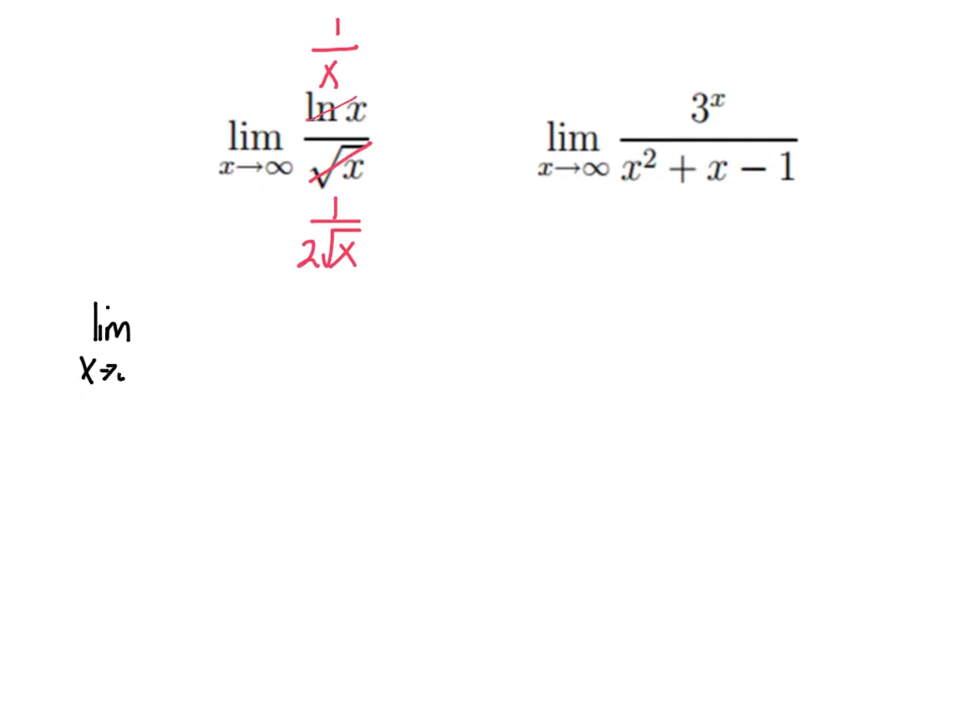 1
x
lim x→∞ ln x / √x
1
2√x
lim x→∞ 3^x / x² + x − 1
lim
x→